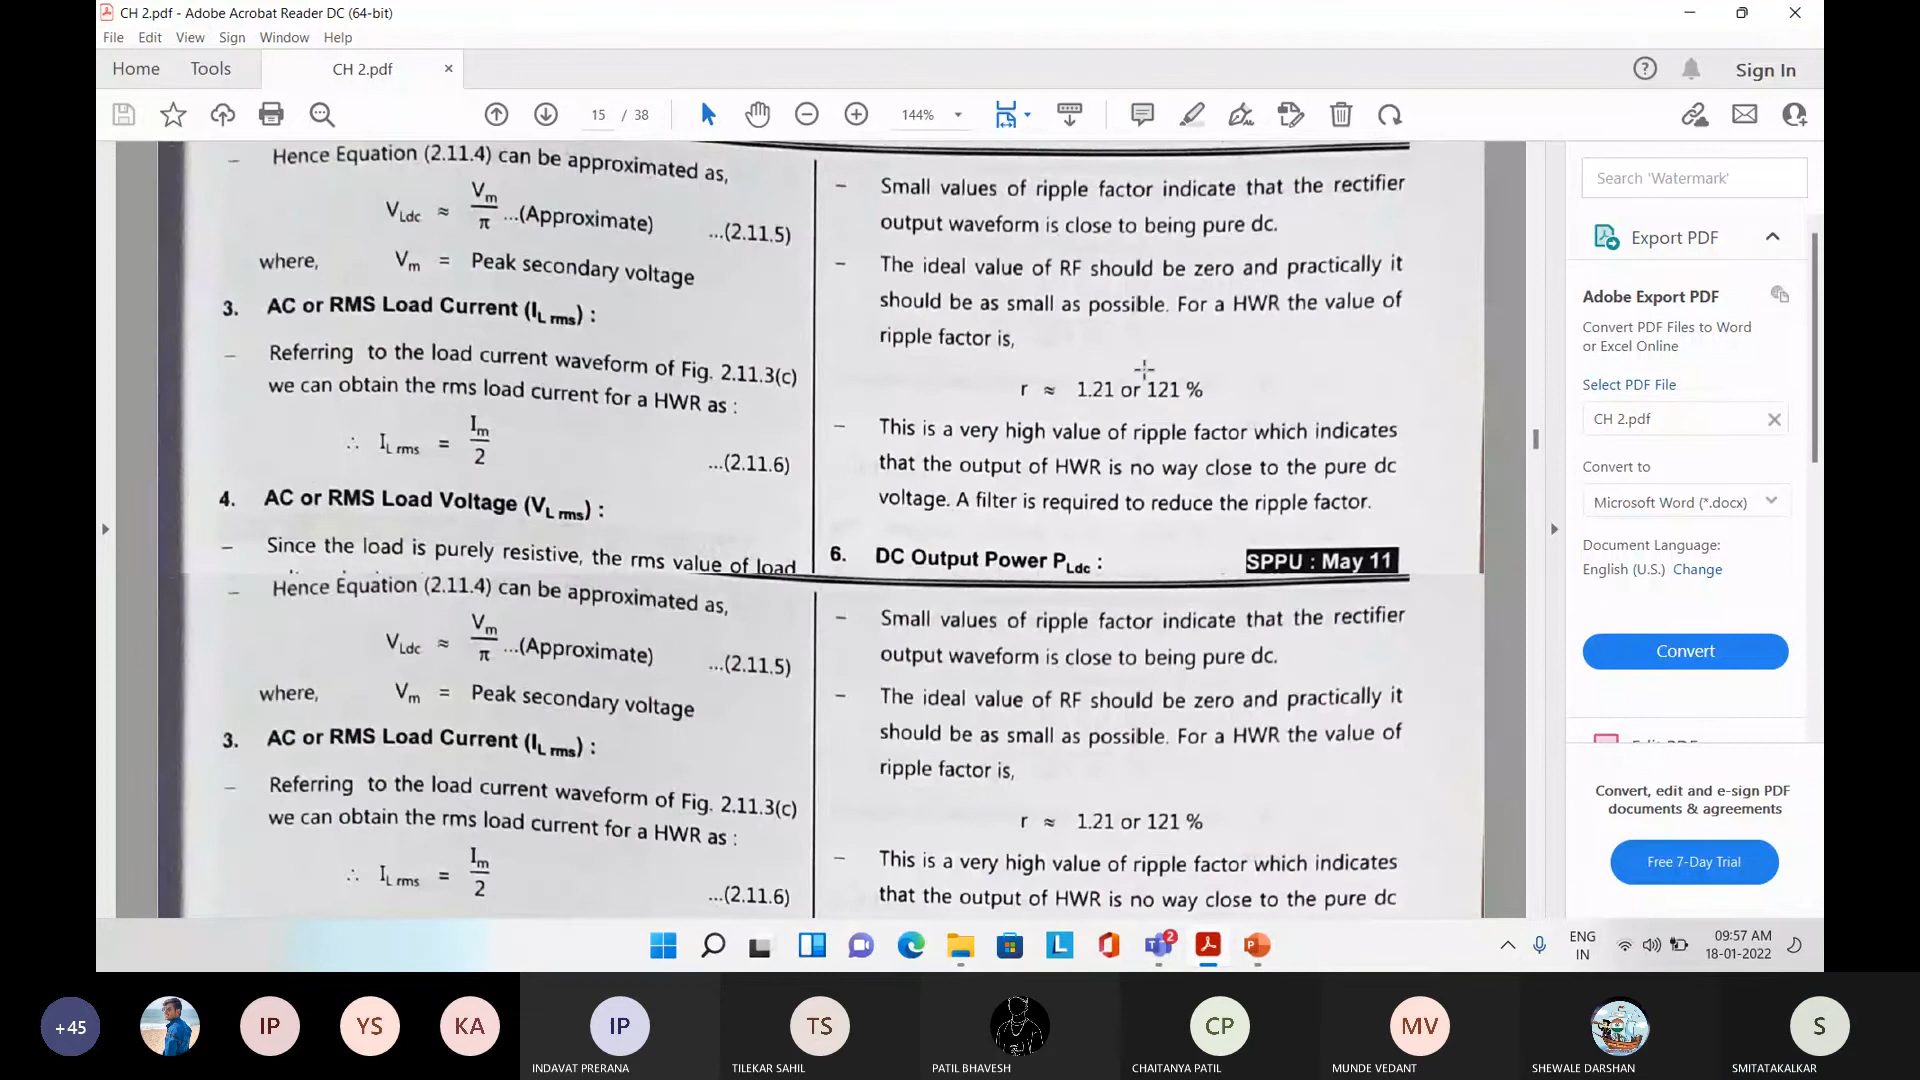 CH 2.pdf - Adobe Acrobat Reader DC (64-bit)
File Edit View Sign Window Help
Home Tools CH 2.pdf × Sign In
15 / 38 144%
– Hence Equation (2.11.4) can be approximated as,
V_Ldc ≈ V_m/π ...(Approximate) ...(2.11.5)
where, V_m = Peak secondary voltage
3. AC or RMS Load Current (I_L rms) :
– Referring to the load current waveform of Fig. 2.11.3(c)
we can obtain the rms load current for a HWR as :
∴ I_L rms = I_m/2 ...(2.11.6)
4. AC or RMS Load Voltage (V_L rms) :
– Since the load is purely resistive, the rms value of load
– Small values of ripple factor indicate that the rectifier
output waveform is close to being pure dc.
– The ideal value of RF should be zero and practically it
should be as small as possible. For a HWR the value of
ripple factor is,
r ≈ 1.21 or 121 %
– This is a very high value of ripple factor which indicates
that the output of HWR is no way close to the pure dc
voltage. A filter is required to reduce the ripple factor.
6. DC Output Power P_Ldc : SPPU : May 11
– Hence Equation (2.11.4) can be approximated as,
V_Ldc ≈ V_m/π ...(Approximate) ...(2.11.5)
where, V_m = Peak secondary voltage
3. AC or RMS Load Current (I_L rms) :
– Referring to the load current waveform of Fig. 2.11.3(c)
we can obtain the rms load current for a HWR as :
∴ I_L rms = I_m/2 ...(2.11.6)
– Small values of ripple factor indicate that the rectifier
output waveform is close to being pure dc.
– The ideal value of RF should be zero and practically it
should be as small as possible. For a HWR the value of
ripple factor is,
r ≈ 1.21 or 121 %
– This is a very high value of ripple factor which indicates
that the output of HWR is no way close to the pure dc
Search 'Watermark'
Export PDF
Adobe Export PDF
Convert PDF Files to Word
or Excel Online
Select PDF File
CH 2.pdf
Convert to
Microsoft Word (*.docx)
Document Language:
English (U.S.) Change
Convert
Convert, edit and e-sign PDF
documents & agreements
Free 7-Day Trial
L 2 P
ENG
IN
09:57 AM
18-01-2022
+45 IP YS KA IP TS CP MV S
INDAVAT PRERANA TILEKAR SAHIL PATIL BHAVESH CHAITANYA PATIL MUNDE VEDANT SHEWALE DARSHAN SMITATAKALKAR